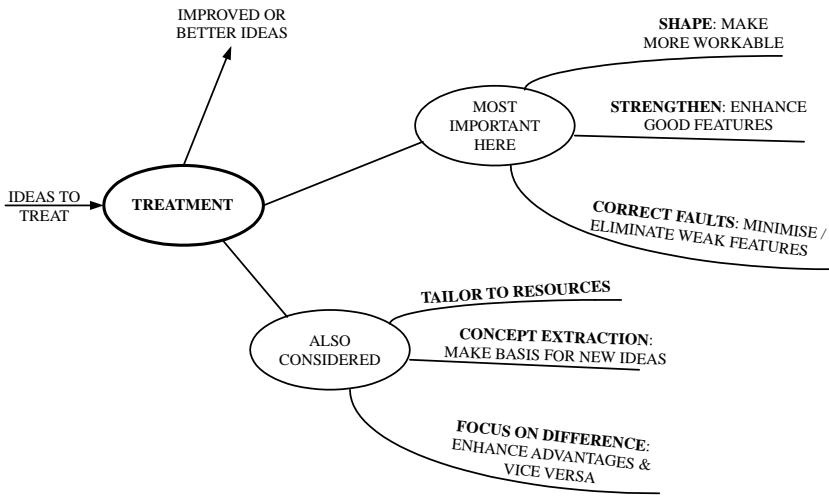 IMPROVED OR
BETTER IDEAS
SHAPE: MAKE
MORE WORKABLE
MOST
IMPORTANT
HERE
STRENGTHEN: ENHANCE
GOOD FEATURES
IDEAS TO
TREAT
TREATMENT
CORRECT FAULTS: MINIMISE /
ELIMINATE WEAK FEATURES
TAILOR TO RESOURCES
ALSO
CONSIDERED
CONCEPT EXTRACTION:
MAKE BASIS FOR NEW IDEAS
FOCUS ON DIFFERENCE:
ENHANCE ADVANTAGES &
VICE VERSA